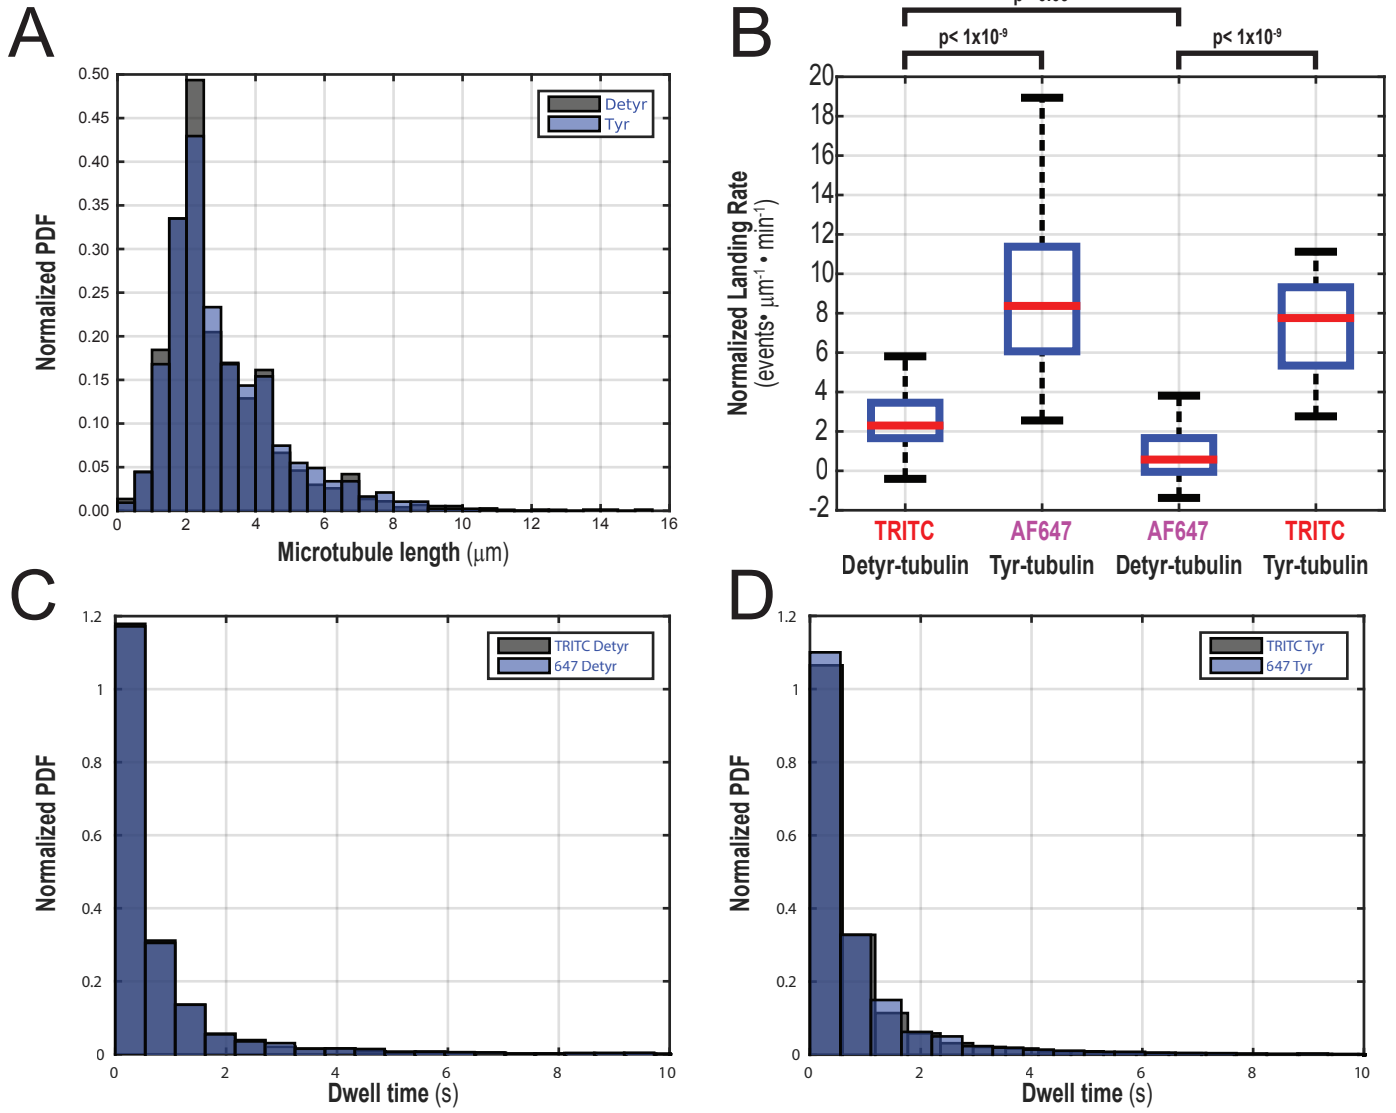 A
0.50
0.45
0.40
0.35
0.30
0.25
0.20
0.15
0.10
0.05
0.00
Normalized PDF
Detyr
Tyr
0 2 4 6 8 10 12 14 16
Microtubule length (μm)
B
p< 1x10⁻⁹
p< 1x10⁻⁹
20
18
16
14
12
10
8
6
4
2
0
-2
Normalized Landing Rate
(events• μm⁻¹ • min⁻¹)
TRITC AF647 AF647 TRITC
Detyr-tubulin Tyr-tubulin Detyr-tubulin Tyr-tubulin
C
1.2
1
0.8
0.6
0.4
0.2
0
Normalized PDF
TRITC Detyr
647 Detyr
0 2 4 6 8 10
Dwell time (s)
D
1.2
1
0.8
0.6
0.4
0.2
0
Normalized PDF
TRITC Tyr
647 Tyr
0 2 4 6 8 10
Dwell time (s)